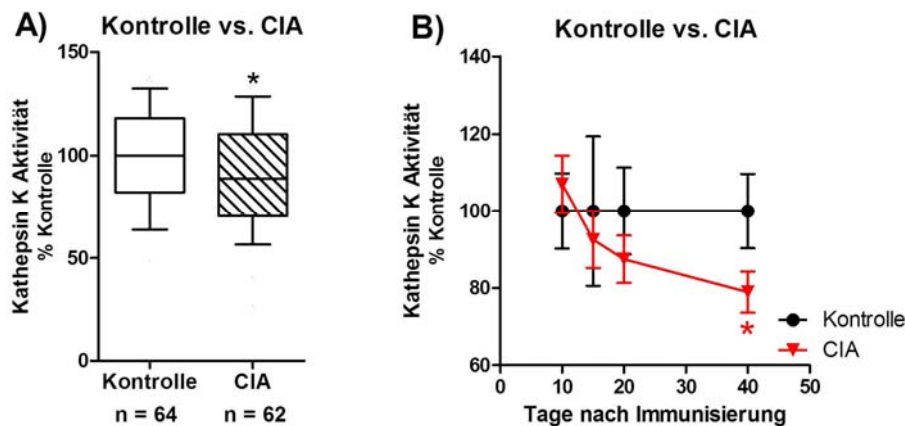 A) Kontrolle vs. CIA
Kathepsin K Aktivität
% Kontrolle
150
100
50
0
*
Kontrolle CIA
n = 64 n = 62
B) Kontrolle vs. CIA
Kathepsin K Aktivität
% Kontrolle
140
120
100
80
60
*
Kontrolle
CIA
0 10 20 30 40 50
Tage nach Immunisierung